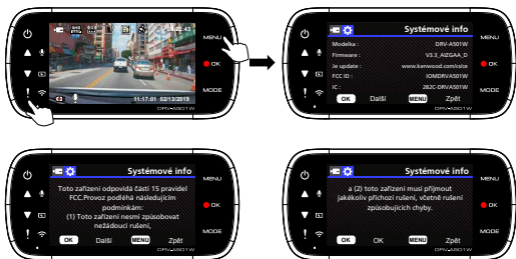 MENU
OK
MODE
11:17:01 02/13/2019
DRV-A501W
Systémové info
Modelka : DRV-A501W
Firmware : V3.3_AIZGAA_D
Je update : www.kenwood.com/cs/ce
FCC ID : IOMDRVA501W
IC : 282C-DRVA501W
OK Další MENU Zpět
MENU
OK
MODE
DRV-A501W
Systémové info
Toto zařízení odpovídá části 15 pravidel
FCC.Provoz podléhá následujícím
podmínkám:
(1) Toto zařízení nesmí způsobovat
nežádoucí rušení,
OK Další MENU Zpět
MENU
OK
MODE
DRV-A501W
Systémové info
a (2) toto zařízení musí přijmout
jakékoliv příchozí rušení, včetně rušení
způsobujících chyby.
OK OK MENU Zpět
MENU
OK
MODE
DRV-A501W